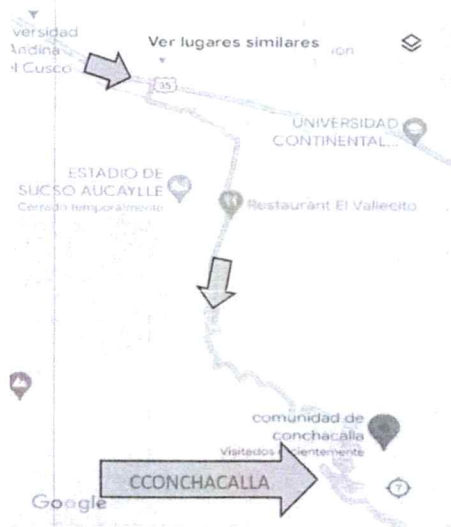 Ver lugares similares
versidad
Andina
el Cusco
35
UNIVERSIDAD
CONTINENTAL...
ESTADIO DE
SUCSO AUCAYLLE
Cerrado temporalmente
Restaurant El Vallecito
comunidad de
conchacalla
Visitados recientemente
CCONCHACALLA
?
Google